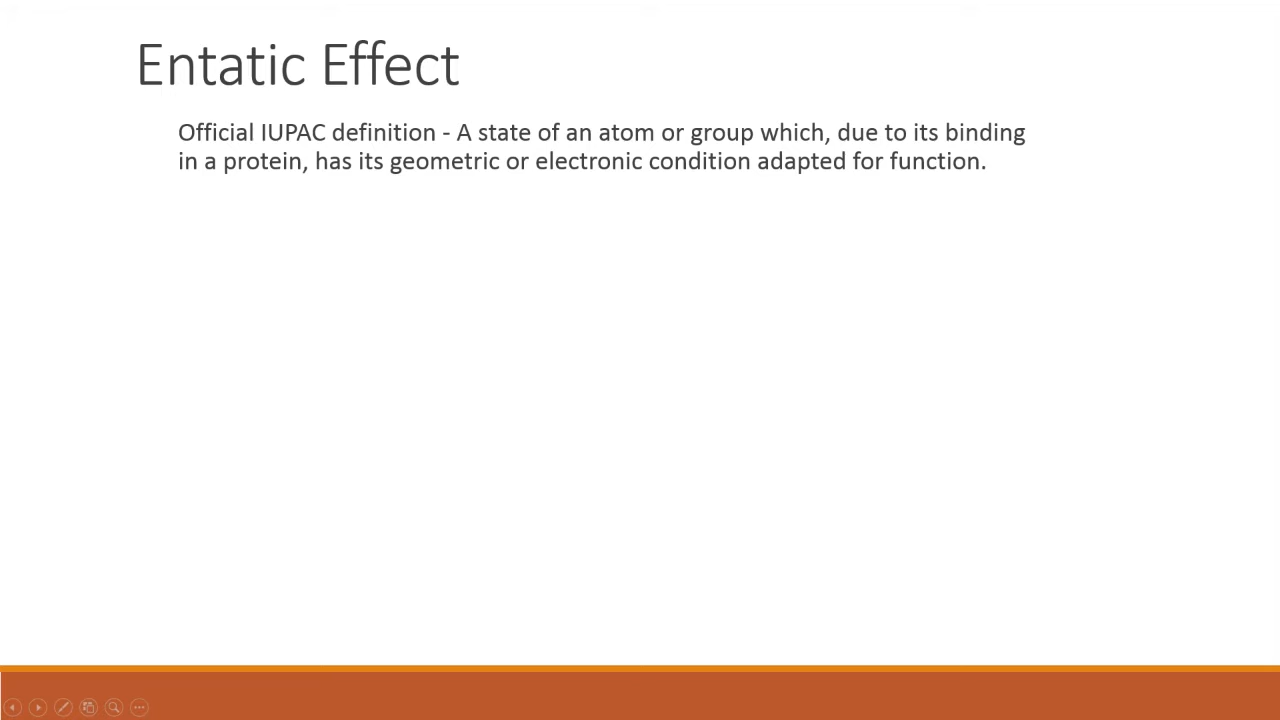 Entatic Effect
Official IUPAC definition - A state of an atom or group which, due to its binding
in a protein, has its geometric or electronic condition adapted for function.